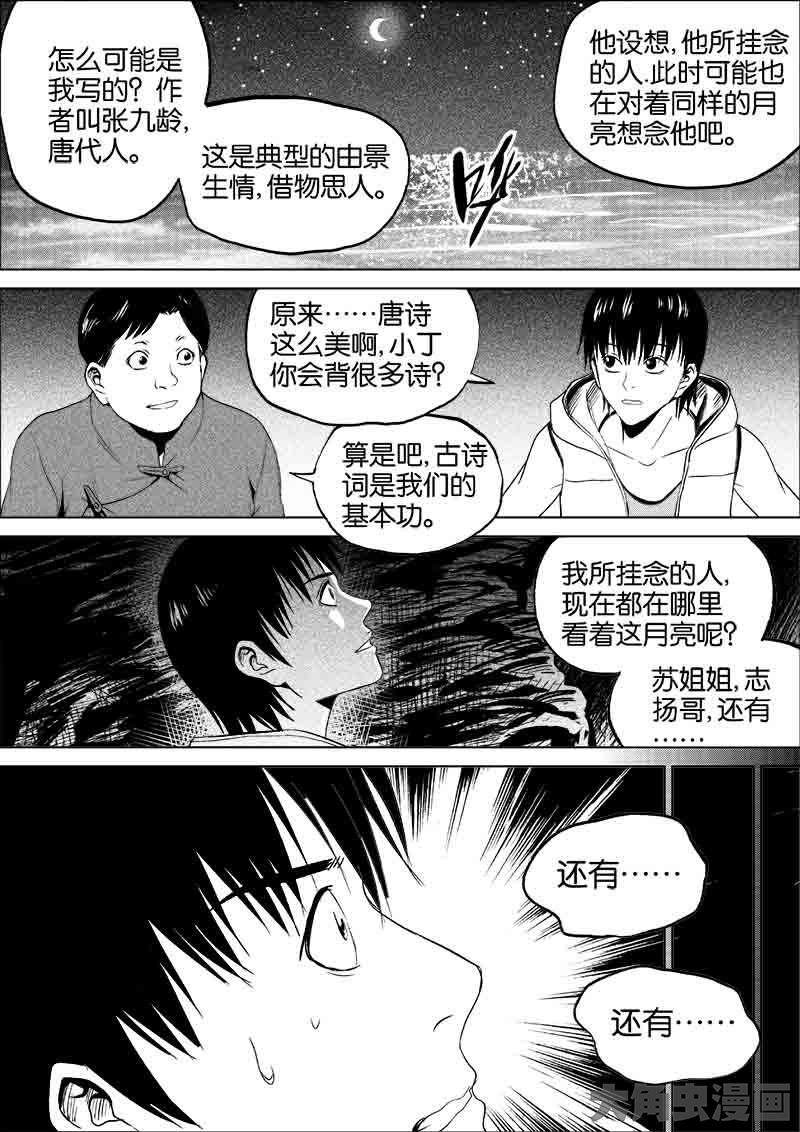 怎么可能是
我写的？作
者叫张九龄，
唐代人。
这是典型的由景
生情，借物思人。
他设想，他所挂念
的人.此时可能也
在对着同样的月
亮想念他吧。
原来……唐诗
这么美啊，小丁
你会背很多诗？
算是吧，古诗
词是我们的
基本功。
我所挂念的人，
现在都在哪里
看着这月亮呢？
苏姐姐，志
扬哥，还有
……
还有……
还有……
大角虫漫画